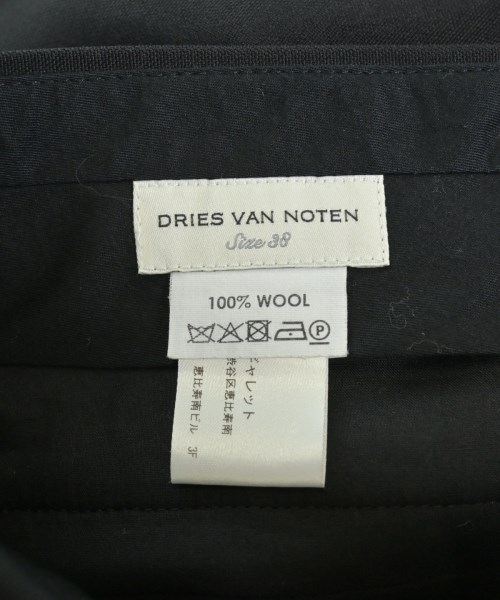 DRIES VAN NOTEN
Size 38
100% WOOL
P
ャレット
渋谷区恵比寿南
恵比寿南ビル 3F